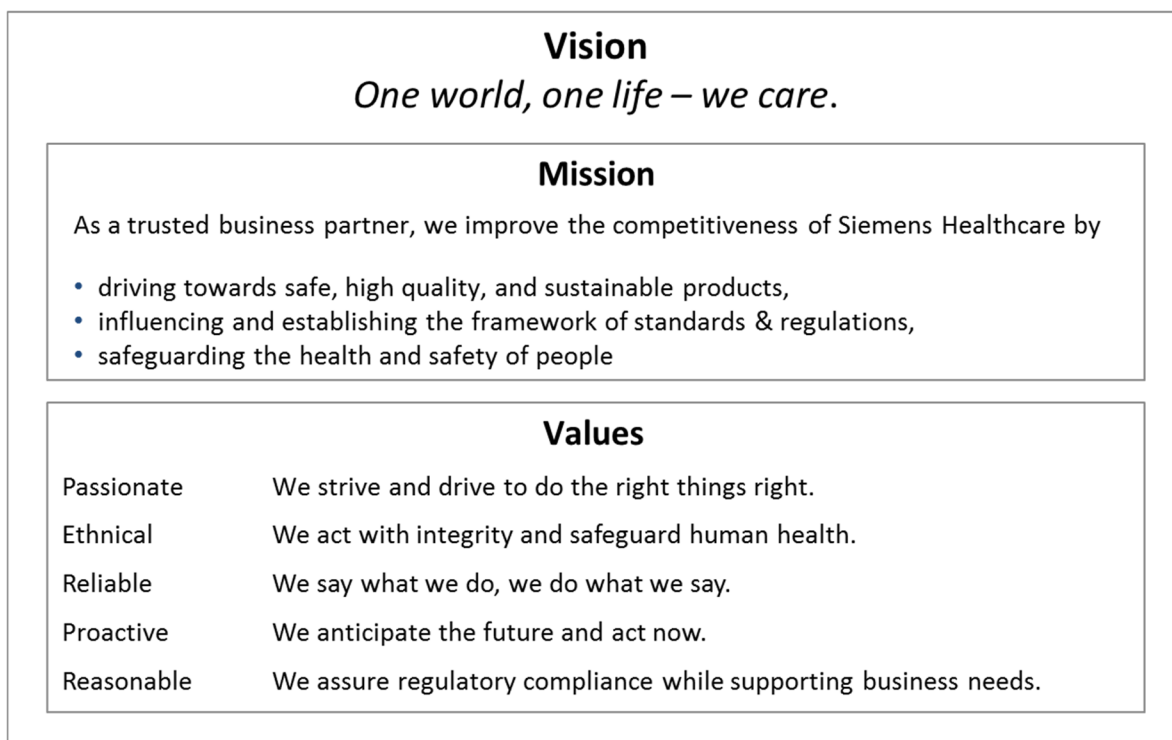 Vision
One world, one life – we care.
Mission
As a trusted business partner, we improve the competitiveness of Siemens Healthcare by
• driving towards safe, high quality, and sustainable products,
• influencing and establishing the framework of standards & regulations,
• safeguarding the health and safety of people
Values
Passionate We strive and drive to do the right things right.
Ethnical We act with integrity and safeguard human health.
Reliable We say what we do, we do what we say.
Proactive We anticipate the future and act now.
Reasonable We assure regulatory compliance while supporting business needs.